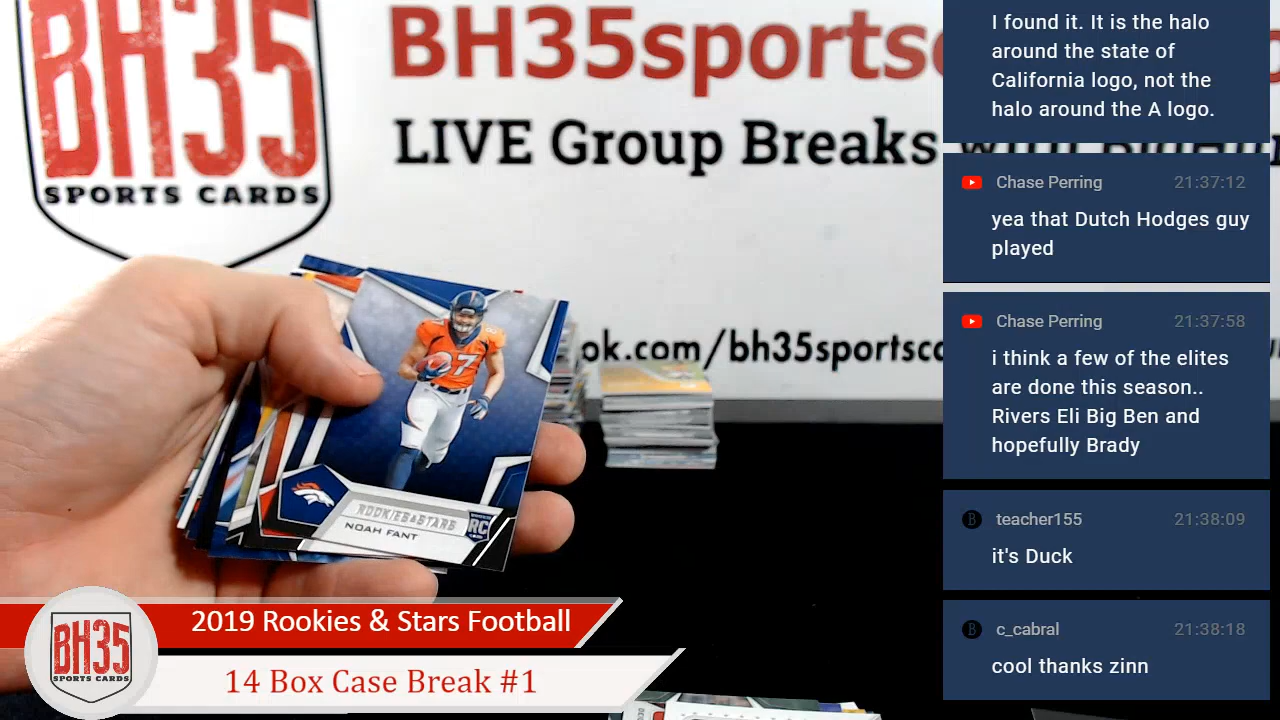 BH35
SPORTS CARDS
BH35sports
LIVE Group Breaks
ok.com/bh35sportsc
87
ROOKIES & STARS
NOAH FANT
RC
2019 Rookies & Stars Football
14 Box Case Break #1
BH35
SPORTS CARDS
I found it. It is the halo
around the state of
California logo, not the
halo around the A logo.
Chase Perring 21:37:12
yea that Dutch Hodges guy
played
Chase Perring 21:37:58
i think a few of the elites
are done this season..
Rivers Eli Big Ben and
hopefully Brady
teacher155 21:38:09
it's Duck
c_cabral 21:38:18
cool thanks zinn